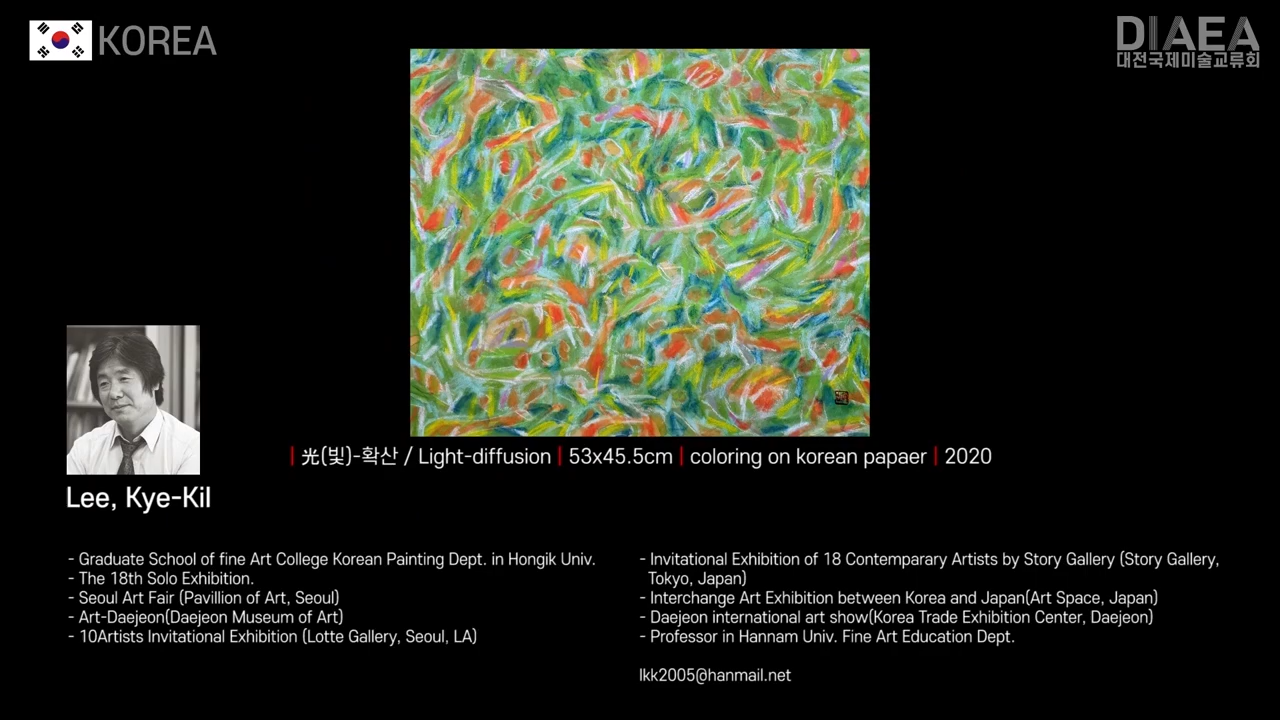 KOREA
DIAEA
대전국제미술교류회
| 光(빛)-확산 / Light-diffusion | 53x45.5cm | coloring on korean papaer | 2020
Lee, Kye-Kil
- Graduate School of fine Art College Korean Painting Dept. in Hongik Univ.
- The 18th Solo Exhibition.
- Seoul Art Fair (Pavillion of Art, Seoul)
- Art-Daejeon(Daejeon Museum of Art)
- 10Artists Invitational Exhibition (Lotte Gallery, Seoul, LA)
- Invitational Exhibition of 18 Contemparary Artists by Story Gallery (Story Gallery,
Tokyo, Japan)
- Interchange Art Exhibition between Korea and Japan(Art Space, Japan)
- Daejeon international art show(Korea Trade Exhibition Center, Daejeon)
- Professor in Hannam Univ. Fine Art Education Dept.
lkk2005@hanmail.net